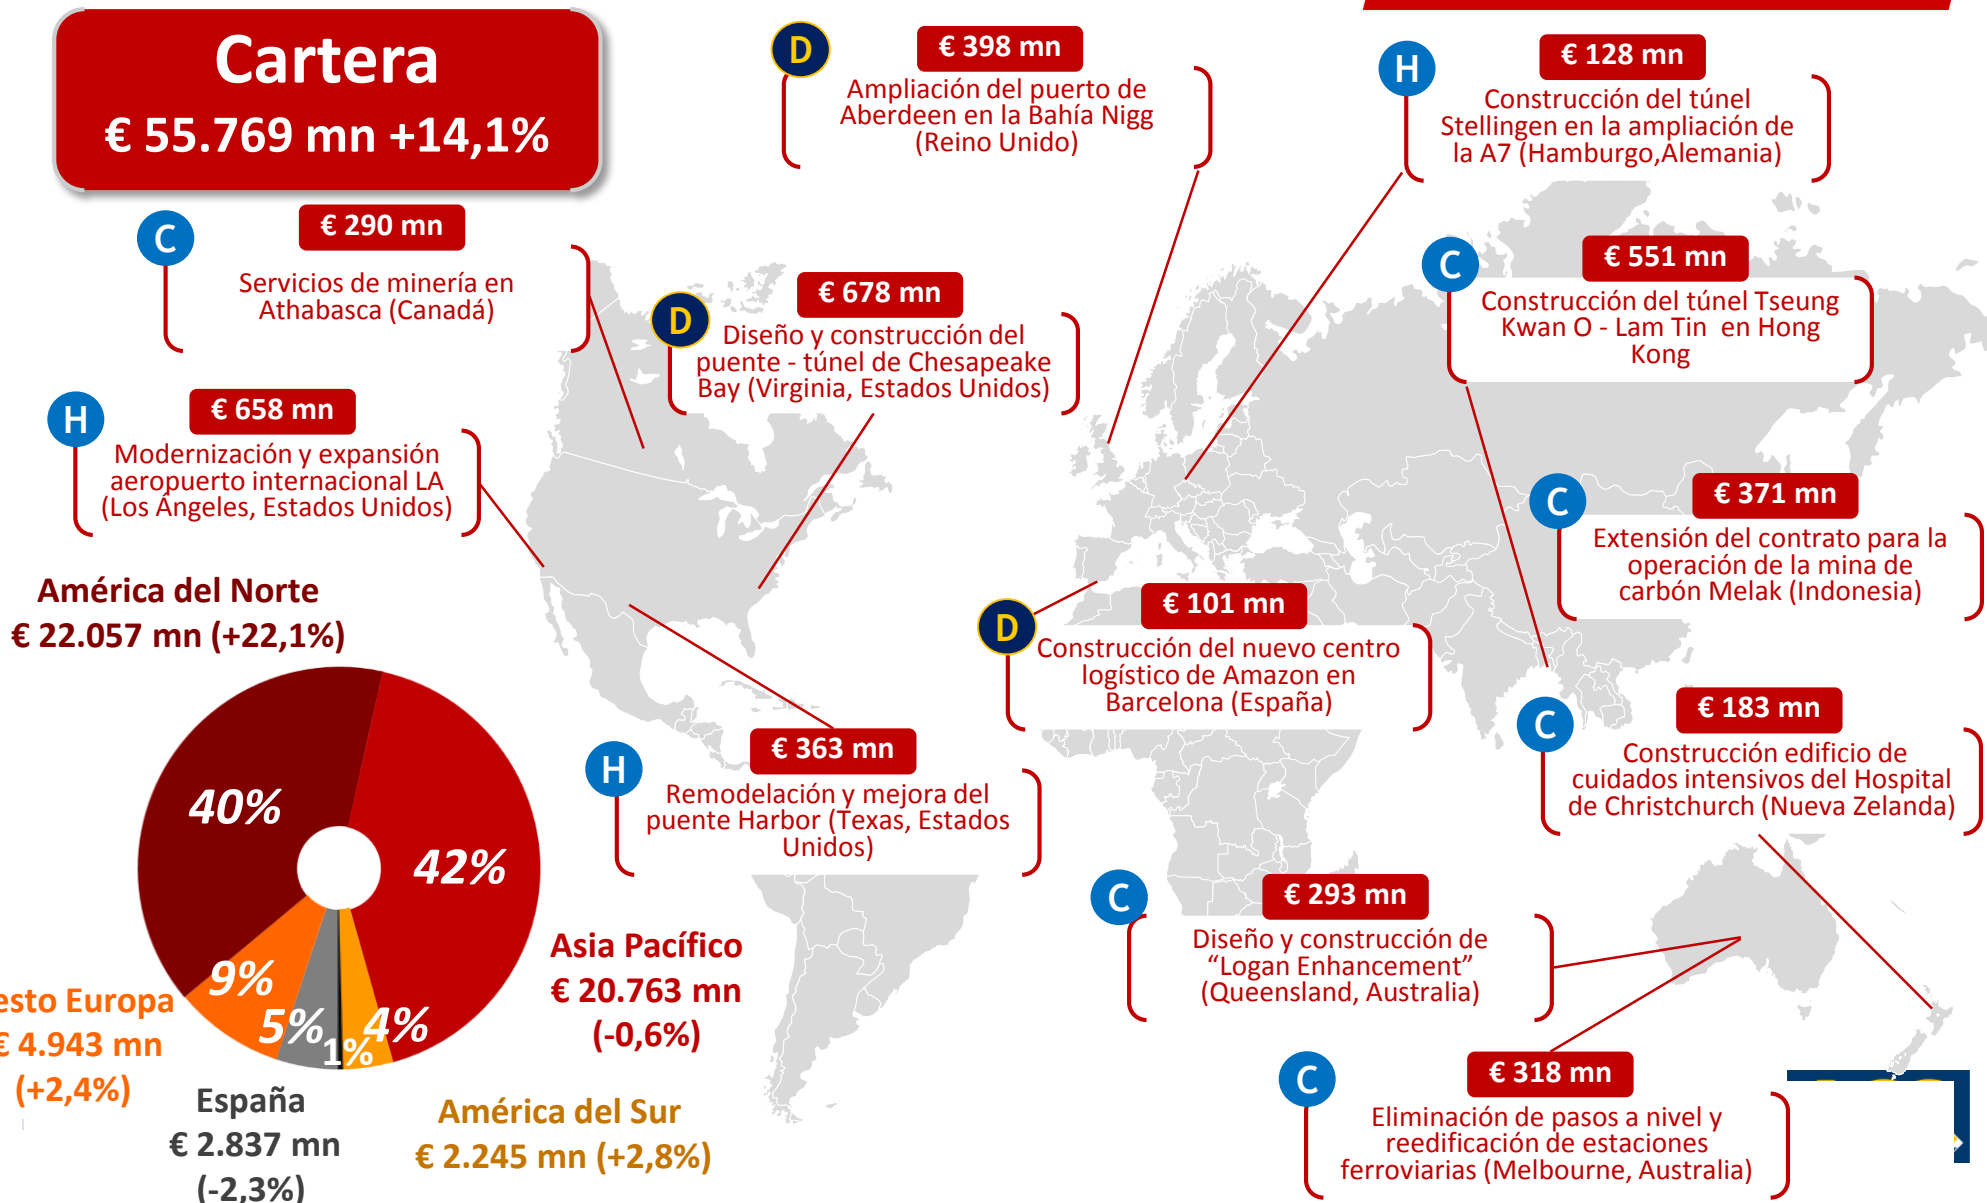 Cartera
€ 55.769 mn +14,1%
D
€ 398 mn
Ampliación del puerto de
Aberdeen en la Bahía Nigg
(Reino Unido)
H
€ 128 mn
Construcción del túnel
Stellingen en la ampliación de
la A7 (Hamburgo,Alemania)
C
€ 290 mn
Servicios de minería en
Athabasca (Canadá)
D
€ 678 mn
Diseño y construcción del
puente - túnel de Chesapeake
Bay (Virginia, Estados Unidos)
C
€ 551 mn
Construcción del túnel Tseung
Kwan O - Lam Tin en Hong
Kong
H
€ 658 mn
Modernización y expansión
aeropuerto internacional LA
(Los Ángeles, Estados Unidos)
C
€ 371 mn
Extensión del contrato para la
operación de la mina de
carbón Melak (Indonesia)
D
€ 101 mn
Construcción del nuevo centro
logístico de Amazon en
Barcelona (España)
C
€ 183 mn
Construcción edificio de
cuidados intensivos del Hospital
de Christchurch (Nueva Zelanda)
H
€ 363 mn
Remodelación y mejora del
puente Harbor (Texas, Estados
Unidos)
C
€ 293 mn
Diseño y construcción de
“Logan Enhancement”
(Queensland, Australia)
C
€ 318 mn
Eliminación de pasos a nivel y
reedificación de estaciones
ferroviarias (Melbourne, Australia)
América del Norte
€ 22.057 mn (+22,1%)
40%
42%
9%
5%
1%
4%
Asia Pacífico
€ 20.763 mn
(-0,6%)
esto Europa
€ 4.943 mn
(+2,4%)
España
€ 2.837 mn
(-2,3%)
América del Sur
€ 2.245 mn (+2,8%)